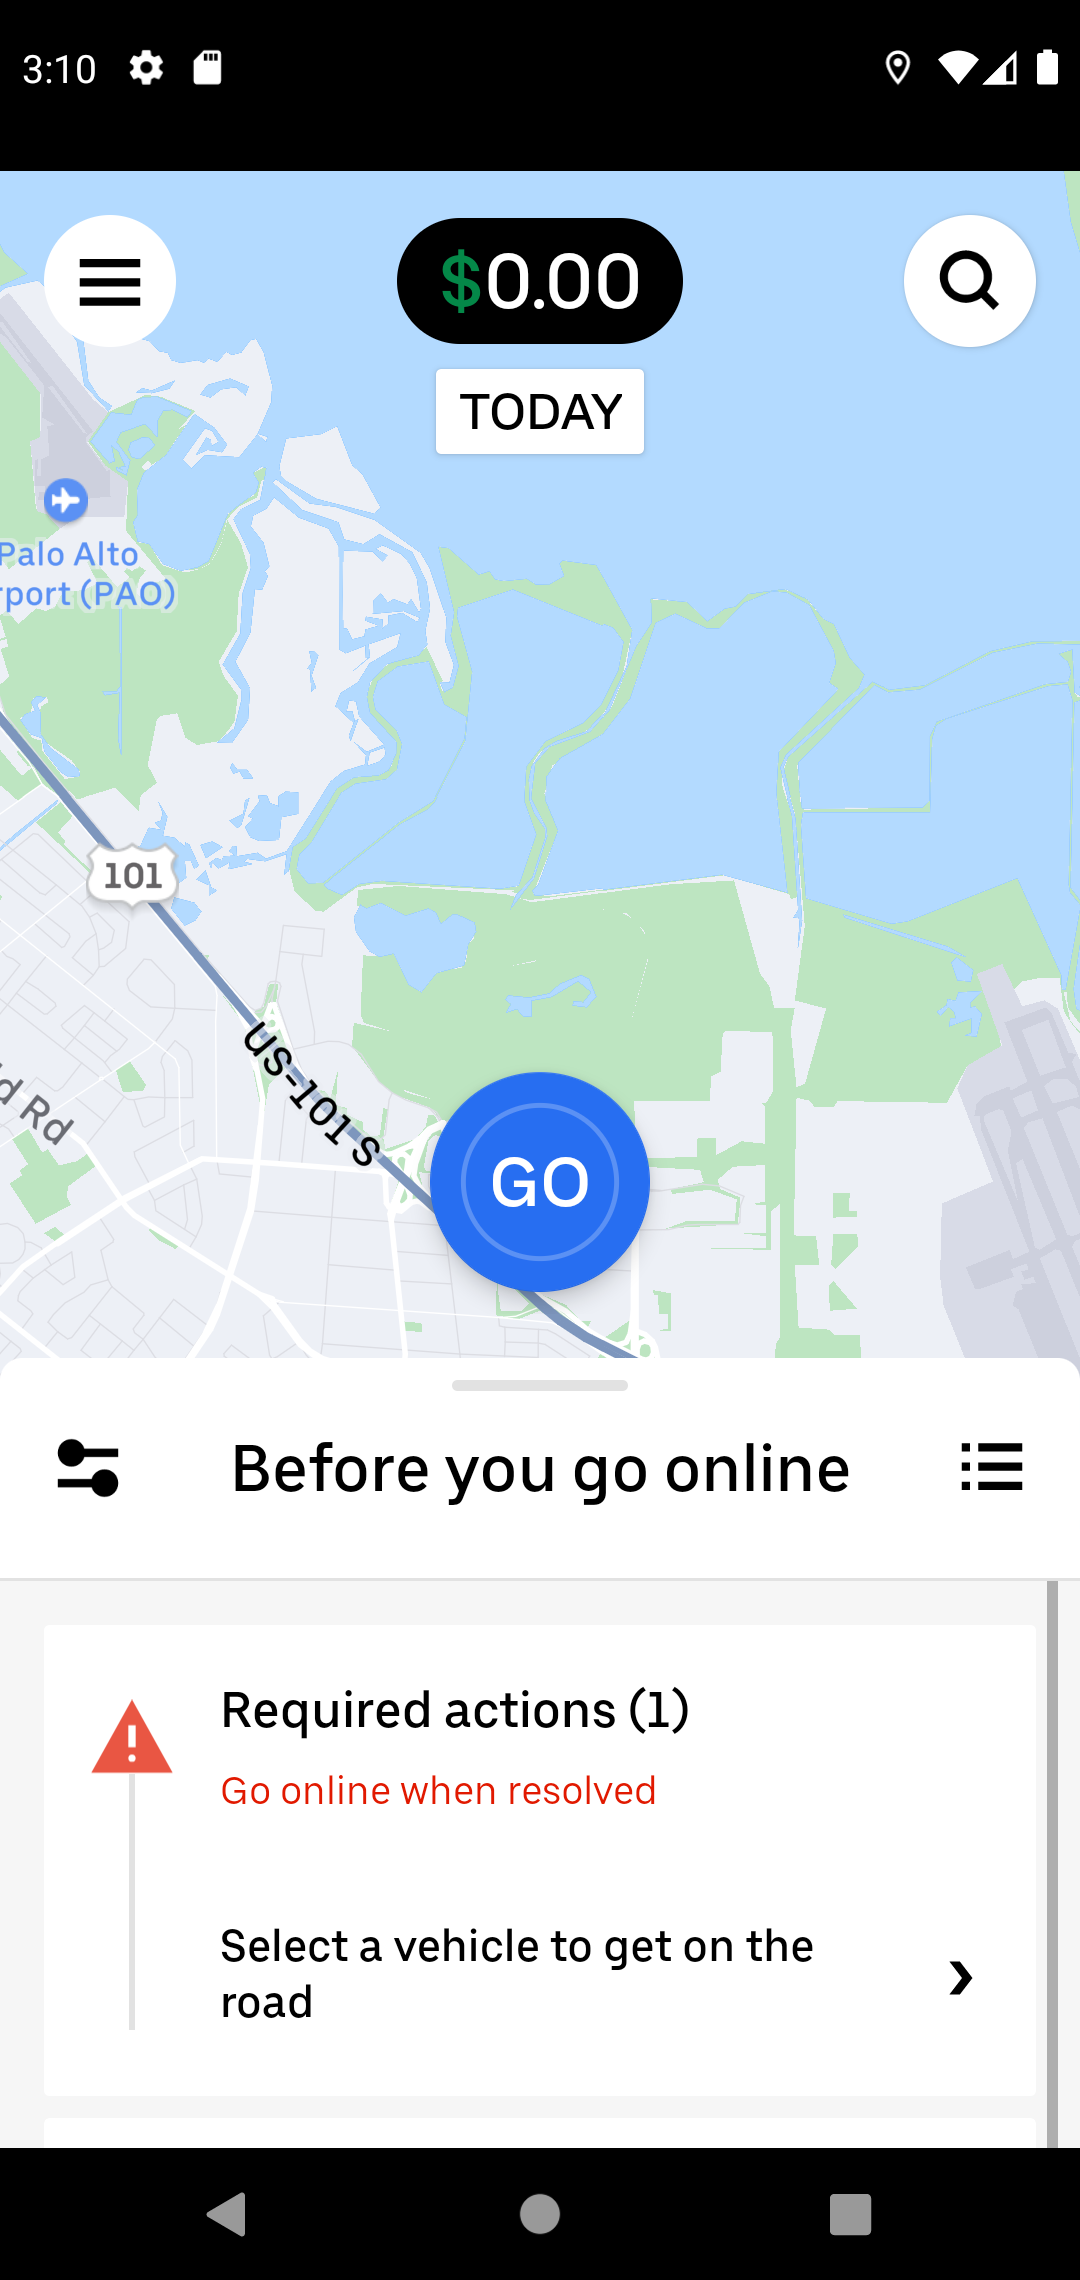 3:10
$0.00
TODAY
Palo Alto
rport (PAO)
101
US-101 S
d Rd
GO
Before you go online
Required actions (1)
Go online when resolved
Select a vehicle to get on the
road